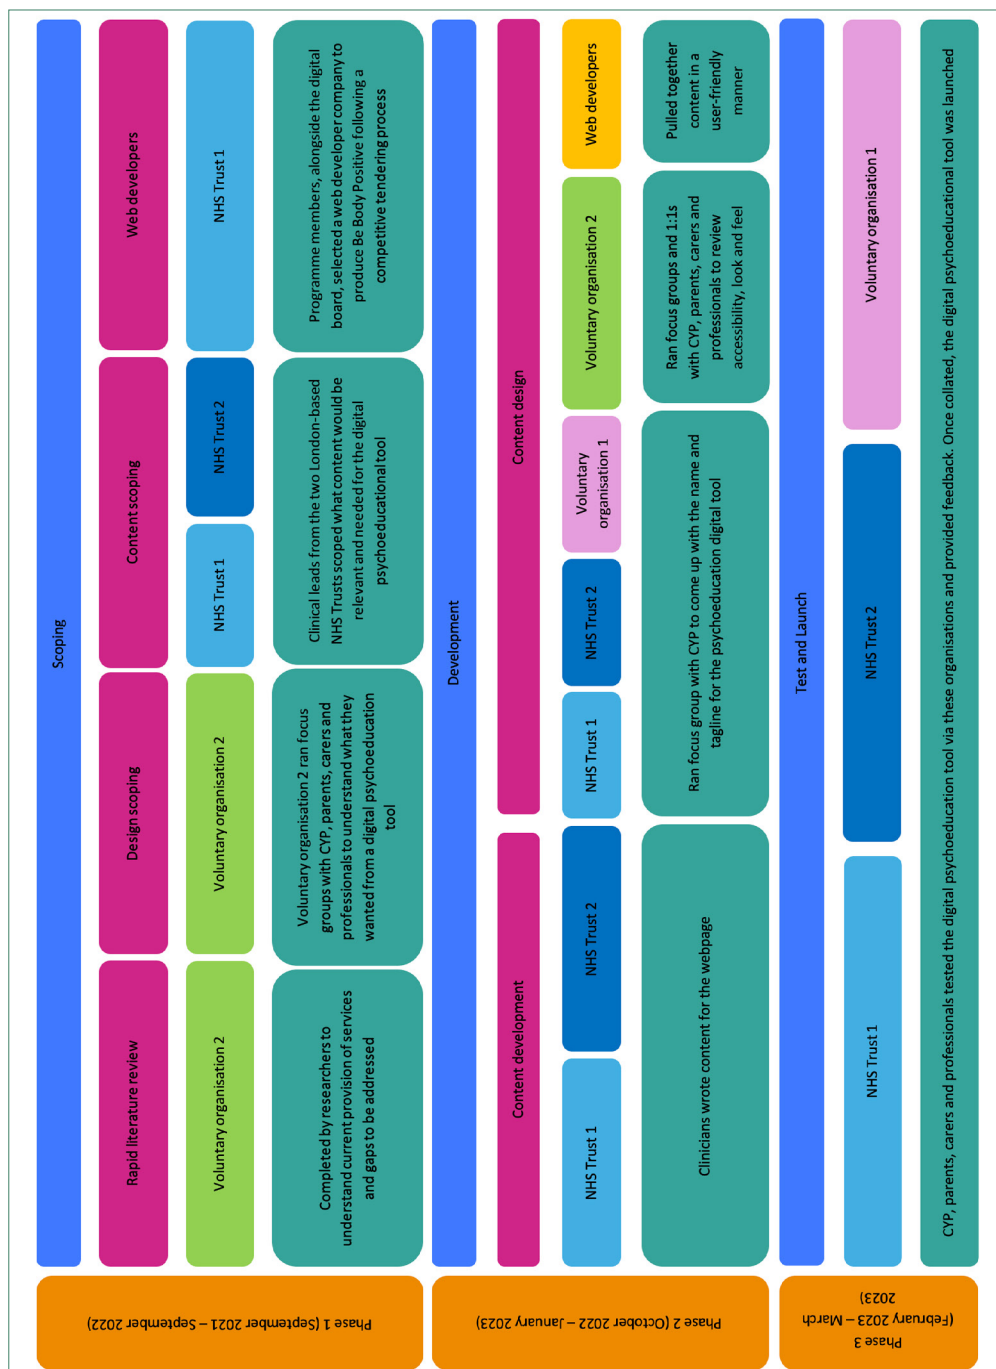 Phase 1 (September 2021 – September 2022)
Scoping
Rapid literature review
Design scoping
Content scoping
Web developers
Voluntary organisation 2
Voluntary organisation 2
NHS Trust 1
NHS Trust 2
NHS Trust 1
Completed by researchers to
understand current provision of services
and gaps to be addressed
Voluntary organisation 2 ran focus
groups with CYP, parents, carers and
professionals to understand what they
wanted from a digital psychoeducation
tool
Clinical leads from the two London-based
NHS Trusts scoped what content would be
relevant and needed for the digital
psychoeducational tool
Programme members, alongside the digital
board, selected a web developer company to
produce Be Body Positive following a
competitive tendering process
Phase 2 (October 2022 – January 2023)
Development
Content development
Content design
NHS Trust 1
NHS Trust 2
NHS Trust 1
NHS Trust 2
Voluntary
organisation 1
Voluntary organisation 2
Web developers
Clinicians wrote content for the webpage
Ran focus group with CYP to come up with the name and
tagline for the psychoeducation digital tool
Ran focus groups and 1:1s
with CYP, parents, carers and
professionals to review
accessibility, look and feel
Pulled together
content in a
user-friendly
manner
Phase 3
(February 2023 – March
2023)
Test and Launch
NHS Trust 1
NHS Trust 2
Voluntary organisation 1
CYP, parents, carers and professionals tested the digital psychoeducation tool via these organisations and provided feedback. Once collated, the digital psychoeducational tool was launched